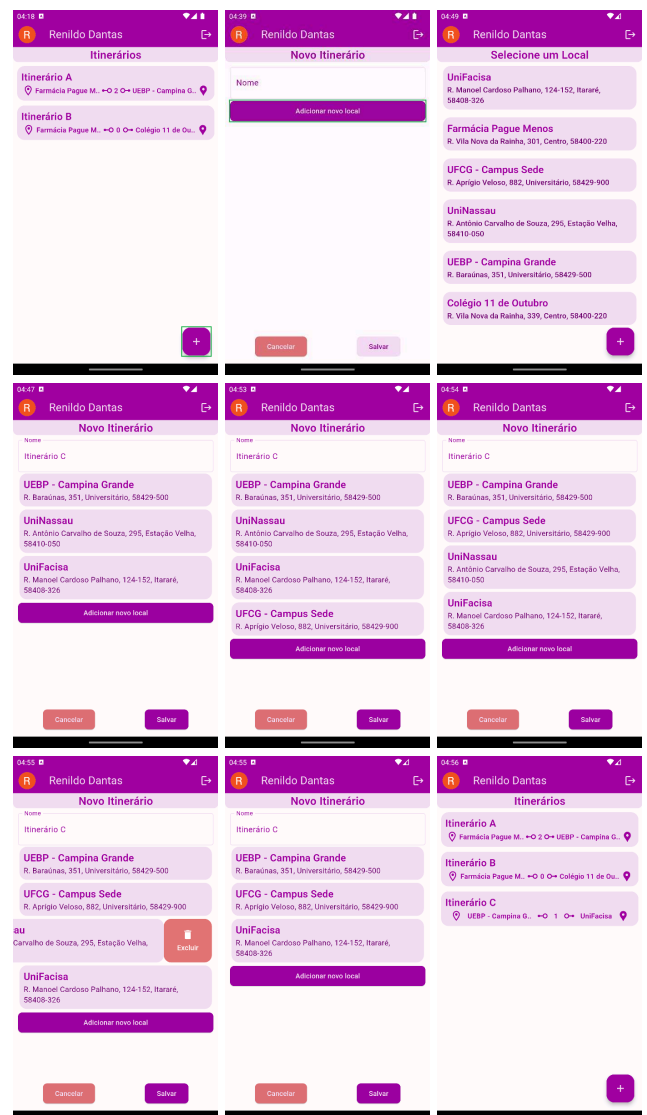 04:18
R Renildo Dantas
Itinerários
Itinerário A
Farmácia Pague M.. 2 UEBP - Campina G..
Itinerário B
Farmácia Pague M.. 0 Colégio 11 de Ou..
+
04:39
R Renildo Dantas
Novo Itinerário
Nome
Adicionar novo local
Cancelar Salvar
04:49
R Renildo Dantas
Selecione um Local
UniFacisa
R. Manoel Cardoso Palhano, 124-152, Itararé,
58408-326
Farmácia Pague Menos
R. Vila Nova da Rainha, 301, Centro, 58400-220
UFCG - Campus Sede
R. Aprígio Veloso, 882, Universitário, 58429-900
UniNassau
R. Antônio Carvalho de Souza, 295, Estação Velha,
58410-050
UEBP - Campina Grande
R. Baraúnas, 351, Universitário, 58429-500
Colégio 11 de Outubro
R. Vila Nova da Rainha, 339, Centro, 58400-220
+
04:47
R Renildo Dantas
Novo Itinerário
Nome
Itinerário C
UEBP - Campina Grande
R. Baraúnas, 351, Universitário, 58429-500
UniNassau
R. Antônio Carvalho de Souza, 295, Estação Velha,
58410-050
UniFacisa
R. Manoel Cardoso Palhano, 124-152, Itararé,
58408-326
Adicionar novo local
Cancelar Salvar
04:53
R Renildo Dantas
Novo Itinerário
Nome
Itinerário C
UEBP - Campina Grande
R. Baraúnas, 351, Universitário, 58429-500
UniNassau
R. Antônio Carvalho de Souza, 295, Estação Velha,
58410-050
UniFacisa
R. Manoel Cardoso Palhano, 124-152, Itararé,
58408-326
UFCG - Campus Sede
R. Aprígio Veloso, 882, Universitário, 58429-900
Adicionar novo local
Cancelar Salvar
04:54
R Renildo Dantas
Novo Itinerário
Nome
Itinerário C
UEBP - Campina Grande
R. Baraúnas, 351, Universitário, 58429-500
UFCG - Campus Sede
R. Aprígio Veloso, 882, Universitário, 58429-900
UniNassau
R. Antônio Carvalho de Souza, 295, Estação Velha,
58410-050
UniFacisa
R. Manoel Cardoso Palhano, 124-152, Itararé,
58408-326
Adicionar novo local
Cancelar Salvar
04:55
R Renildo Dantas
Novo Itinerário
Nome
Itinerário C
UEBP - Campina Grande
R. Baraúnas, 351, Universitário, 58429-500
UFCG - Campus Sede
R. Aprígio Veloso, 882, Universitário, 58429-900
au
Carvalho de Souza, 295, Estação Velha,
Excluir
UniFacisa
R. Manoel Cardoso Palhano, 124-152, Itararé,
58408-326
Adicionar novo local
Cancelar Salvar
04:55
R Renildo Dantas
Novo Itinerário
Nome
Itinerário C
UEBP - Campina Grande
R. Baraúnas, 351, Universitário, 58429-500
UFCG - Campus Sede
R. Aprígio Veloso, 882, Universitário, 58429-900
UniFacisa
R. Manoel Cardoso Palhano, 124-152, Itararé,
58408-326
Adicionar novo local
Cancelar Salvar
04:56
R Renildo Dantas
Itinerários
Itinerário A
Farmácia Pague M.. 2 UEBP - Campina G..
Itinerário B
Farmácia Pague M.. 0 Colégio 11 de Ou..
Itinerário C
UEBP - Campina G.. 1 UniFacisa
+